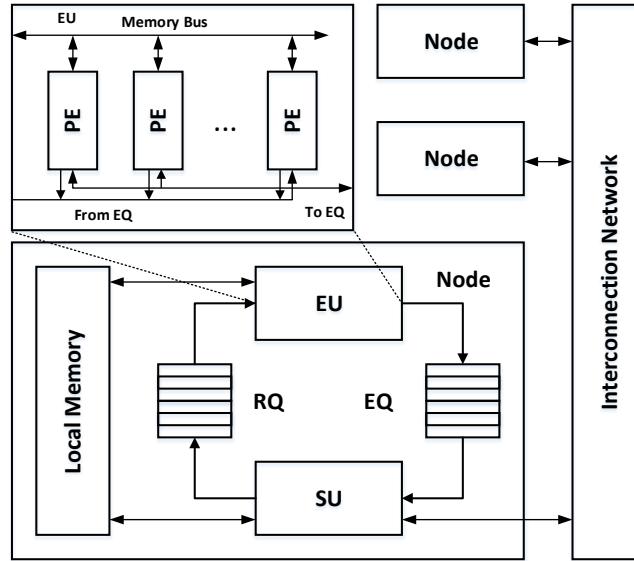 EU
Memory Bus
PE
PE
...
PE
From EQ
To EQ
Node
Node
Interconnection Network
Node
Local Memory
EU
RQ
EQ
SU